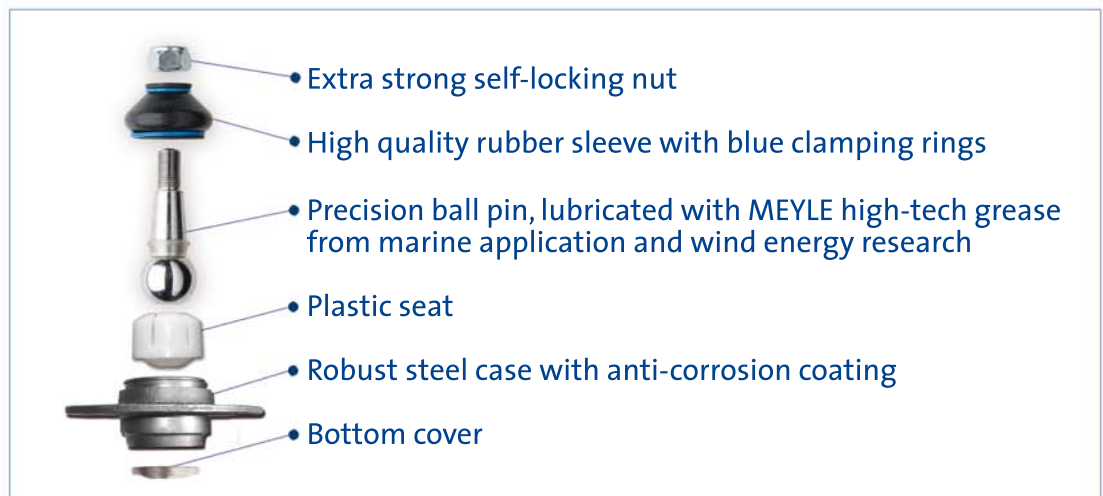 Extra strong self-locking nut
High quality rubber sleeve with blue clamping rings
Precision ball pin, lubricated with MEYLE high-tech grease
from marine application and wind energy research
Plastic seat
Robust steel case with anti-corrosion coating
Bottom cover